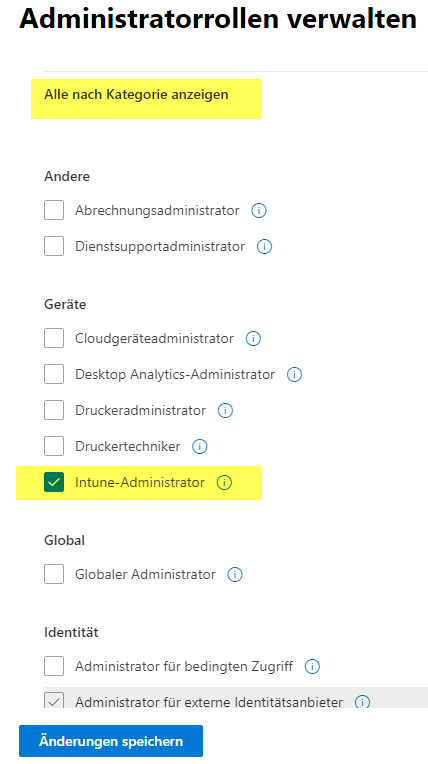 Administratorrollen verwalten
Alle nach Kategorie anzeigen
Andere
Abrechnungsadministrator
Dienstsupportadministrator
Geräte
Cloudgeräteadministrator
Desktop Analytics-Administrator
Druckeradministrator
Druckertechniker
Intune-Administrator
Global
Globaler Administrator
Identität
Administrator für bedingten Zugriff
Administrator für externe Identitätsanbieter
Änderungen speichern